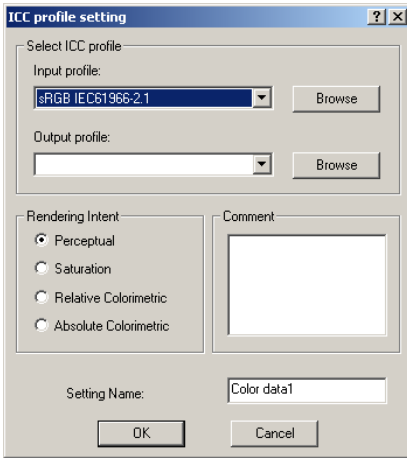 ICC profile setting
Select ICC profile
Input profile:
sRGB IEC61966-2.1
Browse
Output profile:
Browse
Rendering Intent
Perceptual
Saturation
Relative Colorimetric
Absolute Colorimetric
Comment
Setting Name:
Color data1
OK
Cancel